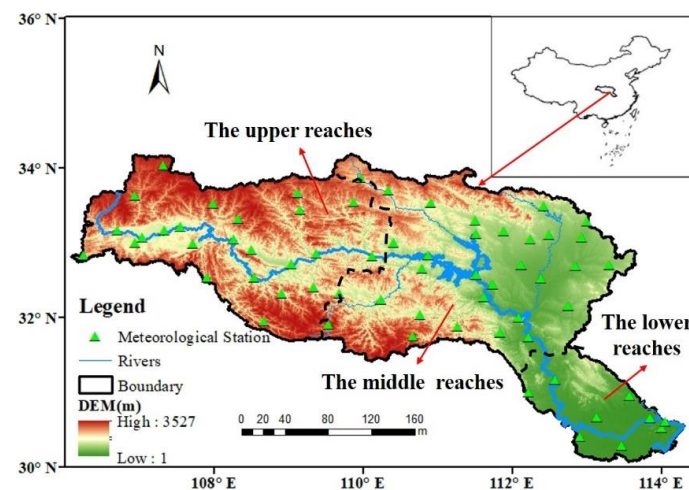 36° N
N
The upper reaches
34° N
Legend
Meteorological Station
Rivers
Boundary
DEM(m)
High : 3527
Low : 1
32° N
The lower
reaches
The middle reaches
0 20 40 80 120 160
m
30° N
108° E
110° E
112° E
114° E